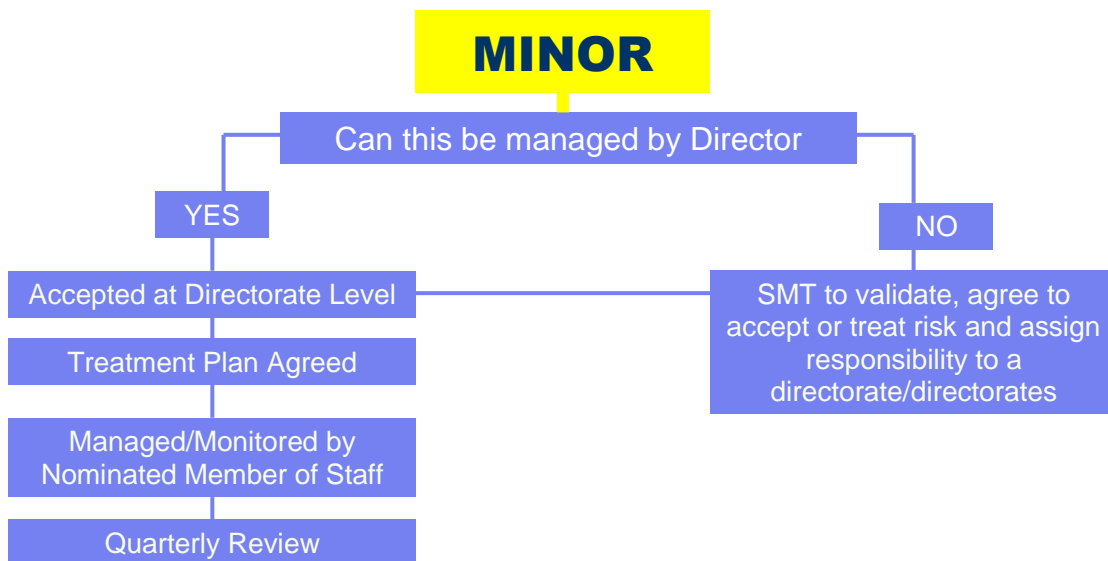 MINOR
Can this be managed by Director
YES
NO
Accepted at Directorate Level
SMT to validate, agree to
accept or treat risk and assign
responsibility to a
directorate/directorates
Treatment Plan Agreed
Managed/Monitored by
Nominated Member of Staff
Quarterly Review